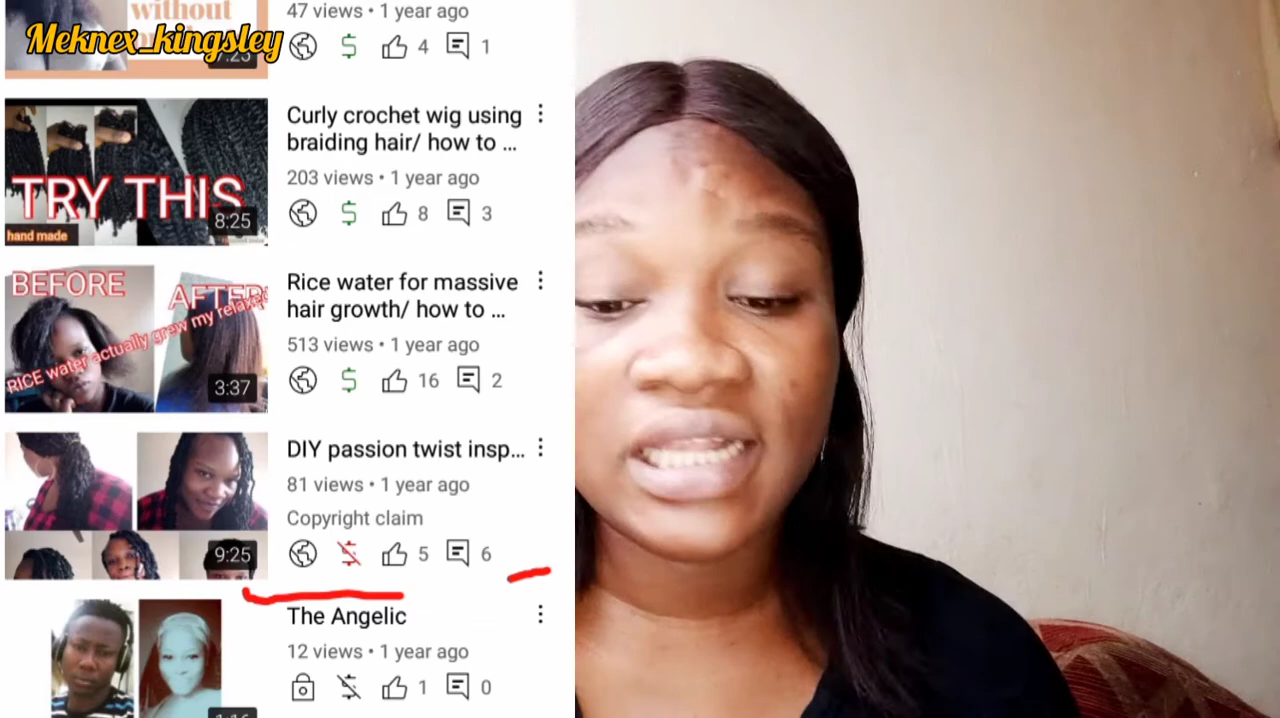 without
Meknex_kingsley
7:23
47 views • 1 year ago
4
1
TRY THIS
hand made
8:25
Curly crochet wig using
braiding hair/ how to ...
203 views • 1 year ago
8
3
BEFORE
AFTER
RICE water actually grew my relaxed
3:37
Rice water for massive
hair growth/ how to ...
513 views • 1 year ago
16
2
9:25
DIY passion twist insp...
81 views • 1 year ago
Copyright claim
5
6
The Angelic
12 views • 1 year ago
1
0